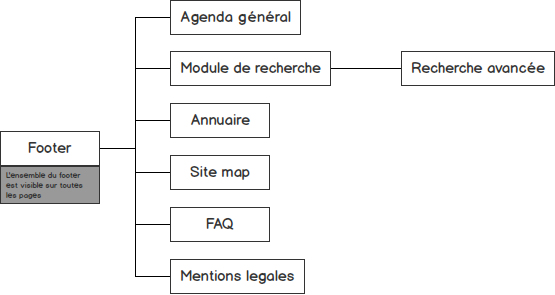 Agenda général
Module de recherche
Recherche avancée
Annuaire
Footer
L'ensemble du footer
est visible sur toutes
les pages
Site map
FAQ
Mentions legales